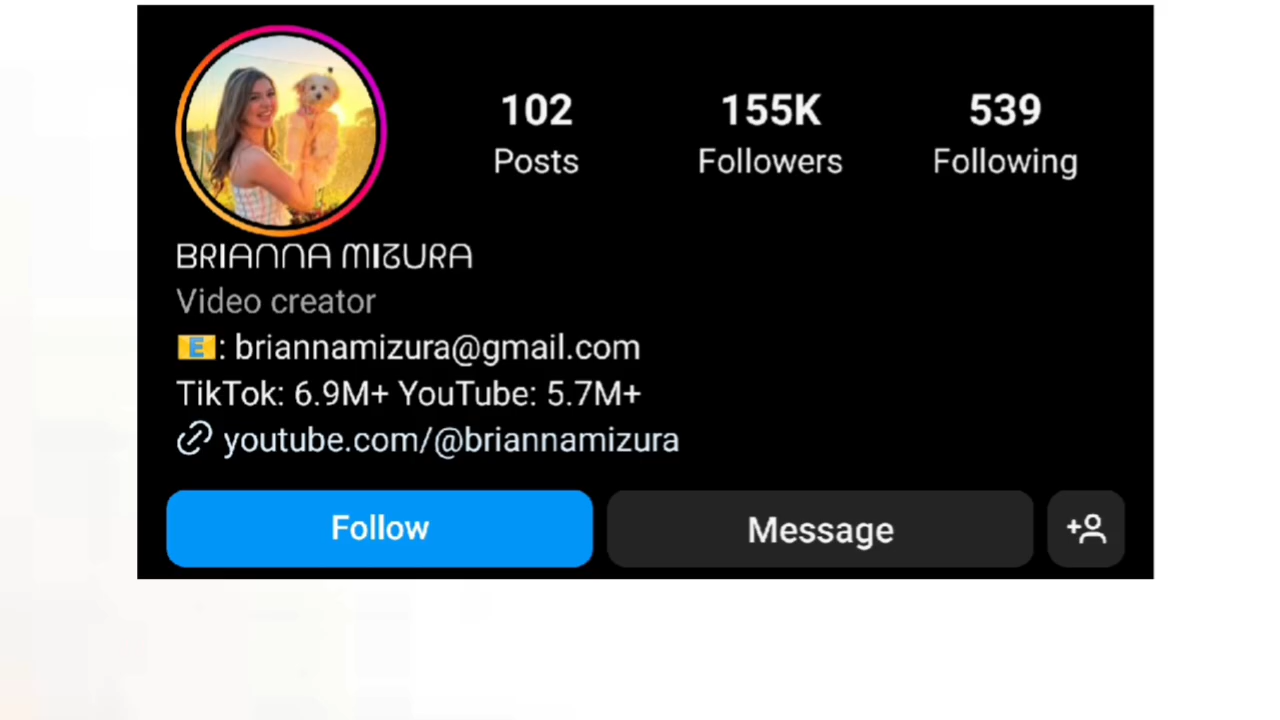 102 155K 539
Posts Followers Following
BRIANNA MIZURA
Video creator
📧: briannamizura@gmail.com
TikTok: 6.9M+ YouTube: 5.7M+
youtube.com/@briannamizura
Follow Message